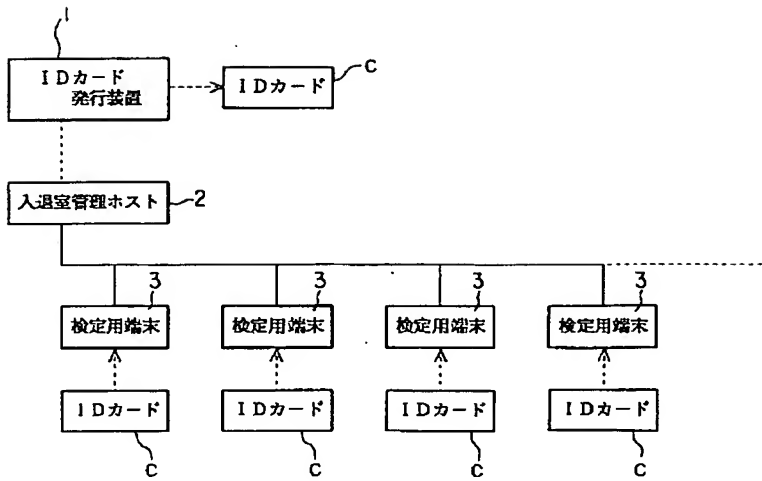 1
IDカード
発行装置
IDカード
C
入退室管理ホスト
2
3
3
3
3
検定用端末
検定用端末
検定用端末
検定用端末
IDカード
IDカード
IDカード
IDカード
C
C
C
C